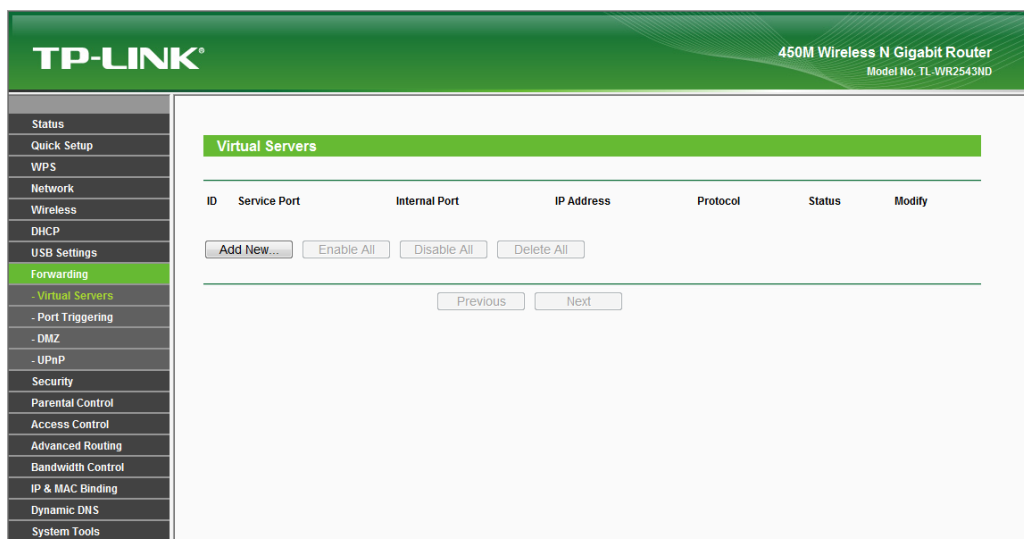 TP-LINK®
450M Wireless N Gigabit Router
Model No. TL-WR2543ND
Status
Quick Setup
WPS
Network
Wireless
DHCP
USB Settings
Forwarding
- Virtual Servers
- Port Triggering
- DMZ
- UPnP
Security
Parental Control
Access Control
Advanced Routing
Bandwidth Control
IP & MAC Binding
Dynamic DNS
System Tools
Virtual Servers
ID Service Port Internal Port IP Address Protocol Status Modify
Add New... Enable All Disable All Delete All
Previous Next